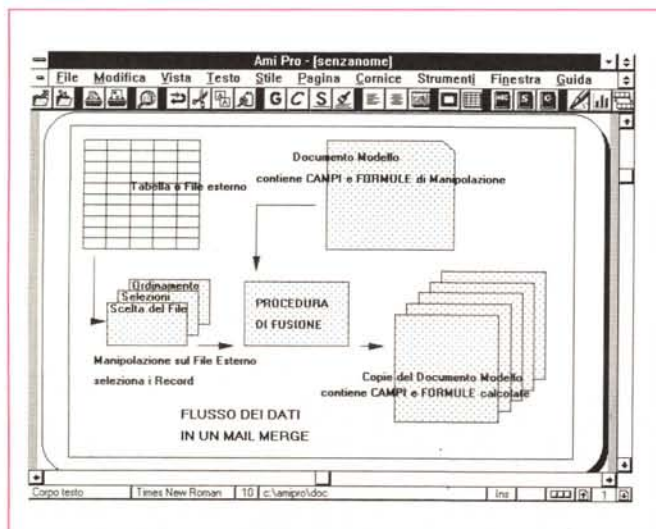 Ami Pro - [senzanome]
File Modifica Vista Testo Stile Pagina Cornice Strumenti Finestra Guida
G C S
Documento Modello
Tabella o File esterno
contiene CAMPI e FORMULE di Manipolazione
Ordinamento
Selezioni
Scelta del File
PROCEDURA
DI FUSIONE
Manipolazione sul File Esterno
seleziona i Record
Copie del Documento Modello
contiene CAMPI e FORMULE calcolate
FLUSSO DEI DATI
IN UN MAIL MERGE
Corpo testo Times New Roman 10 c:\amipro\doc Ins 1